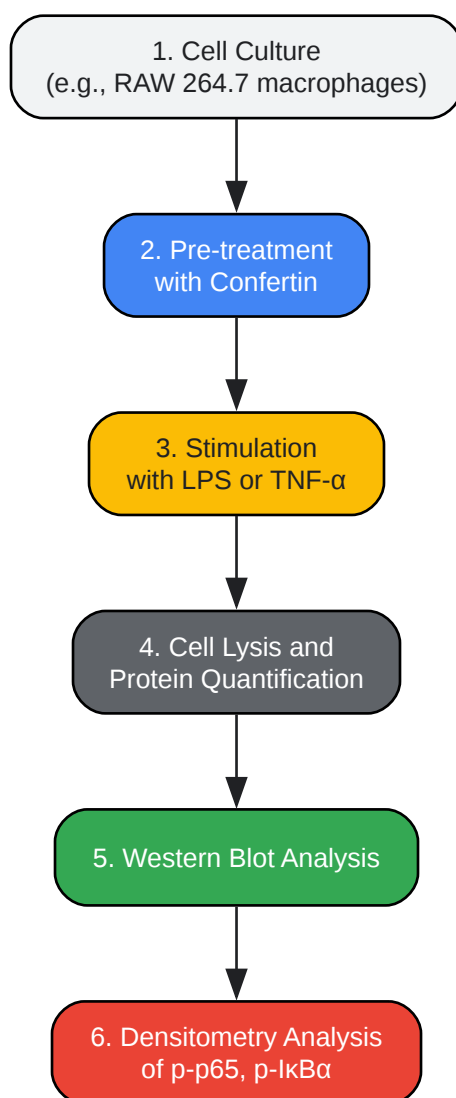 1. Cell Culture
(e.g., RAW 264.7 macrophages)
2. Pre-treatment
with Confertin
3. Stimulation
with LPS or TNF-α
4. Cell Lysis and
Protein Quantification
5. Western Blot Analysis
6. Densitometry Analysis
of p-p65, p-IκBα